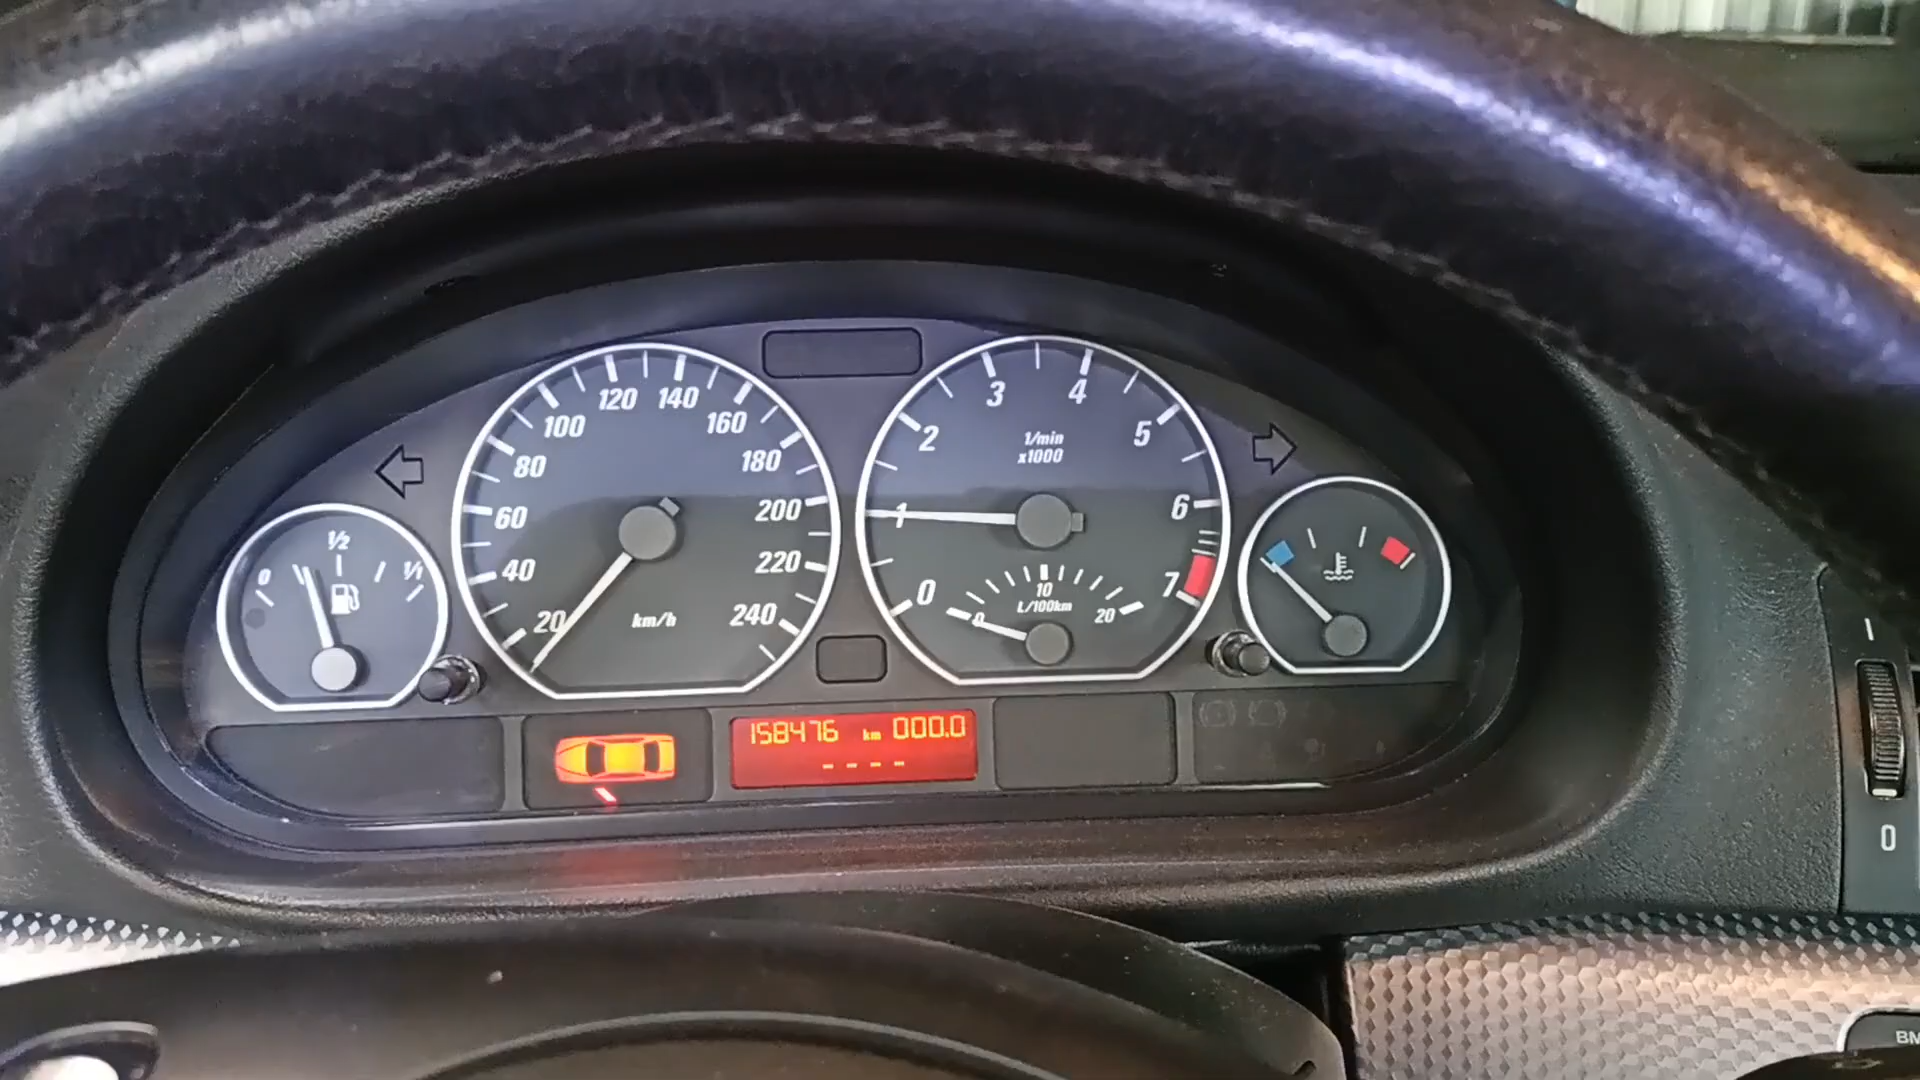 0 ½ 1/1
20 40 60 80 100 120 140 160 180 200 220 240
km/h
0 1 2 3 4 5 6 7
1/min
x1000
0 10 20
L/100km
158476 km 000.0
- - - -
1
0
BM